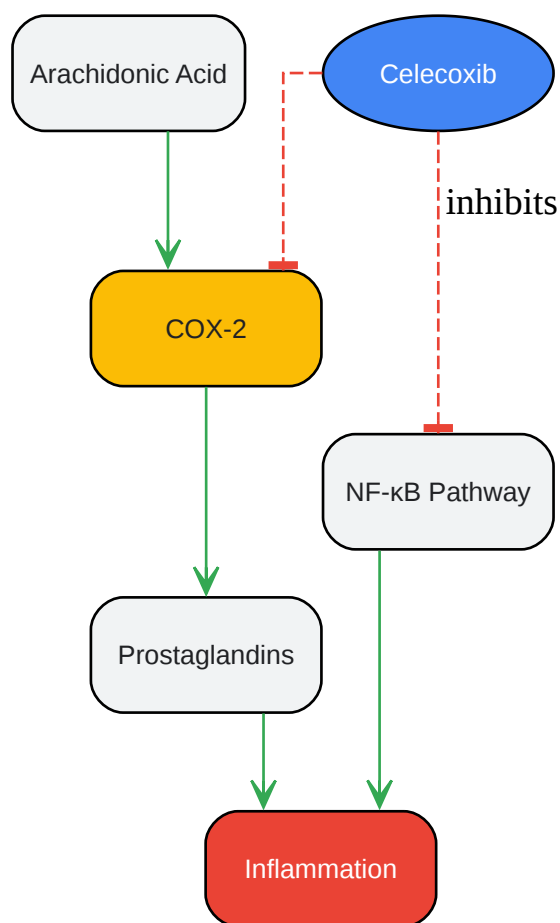 Arachidonic Acid
Celecoxib
inhibits
COX-2
NF-κB Pathway
Prostaglandins
Inflammation